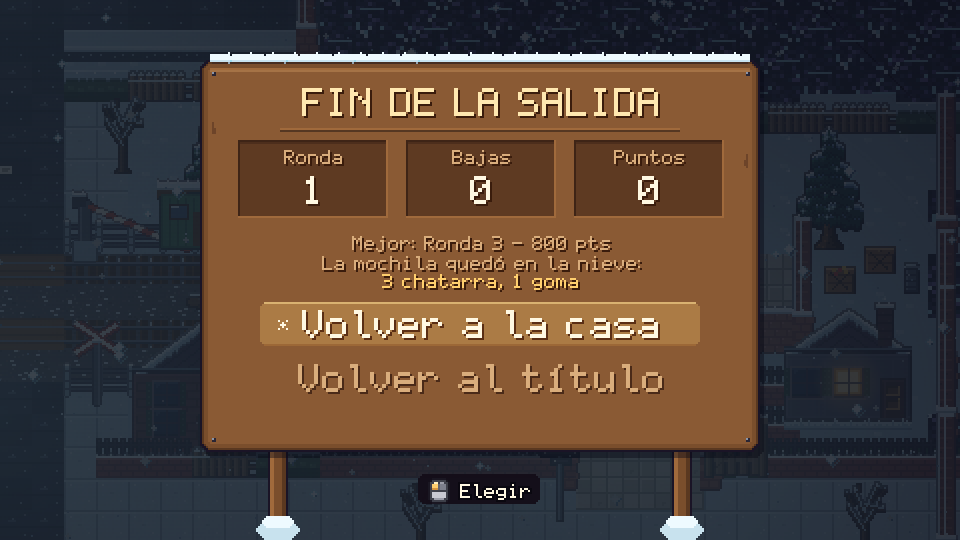 FIN DE LA SALIDA
Ronda
1
Bajas
0
Puntos
0
Mejor: Ronda 3 - 800 pts
La mochila quedó en la nieve:
3 chatarra, 1 goma
Volver a la casa
Volver al título
Elegir